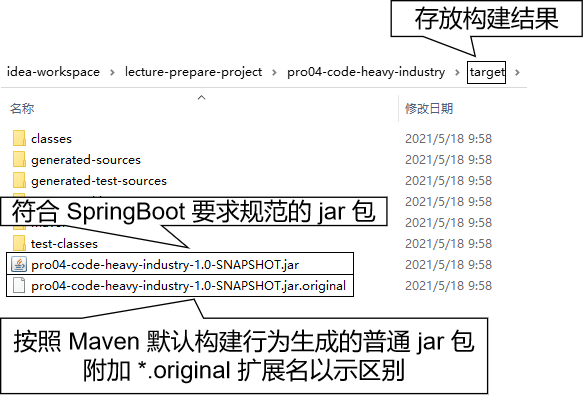 存放构建结果
idea-workspace > lecture-prepare-project > pro04-code-heavy-industry > target >
名称 修改日期
classes 2021/5/18 9:58
generated-sources 2021/5/18 9:58
generated-test-sources 2021/5/18 9:58
符合 SpringBoot 要求规范的 jar 包
2021/5/18 9:58
test-classes 2021/5/18 9:58
pro04-code-heavy-industry-1.0-SNAPSHOT.jar 2021/5/18 9:58
pro04-code-heavy-industry-1.0-SNAPSHOT.jar.original 2021/5/18 9:58
按照 Maven 默认构建行为生成的普通 jar 包
附加 *.original 扩展名以示区别